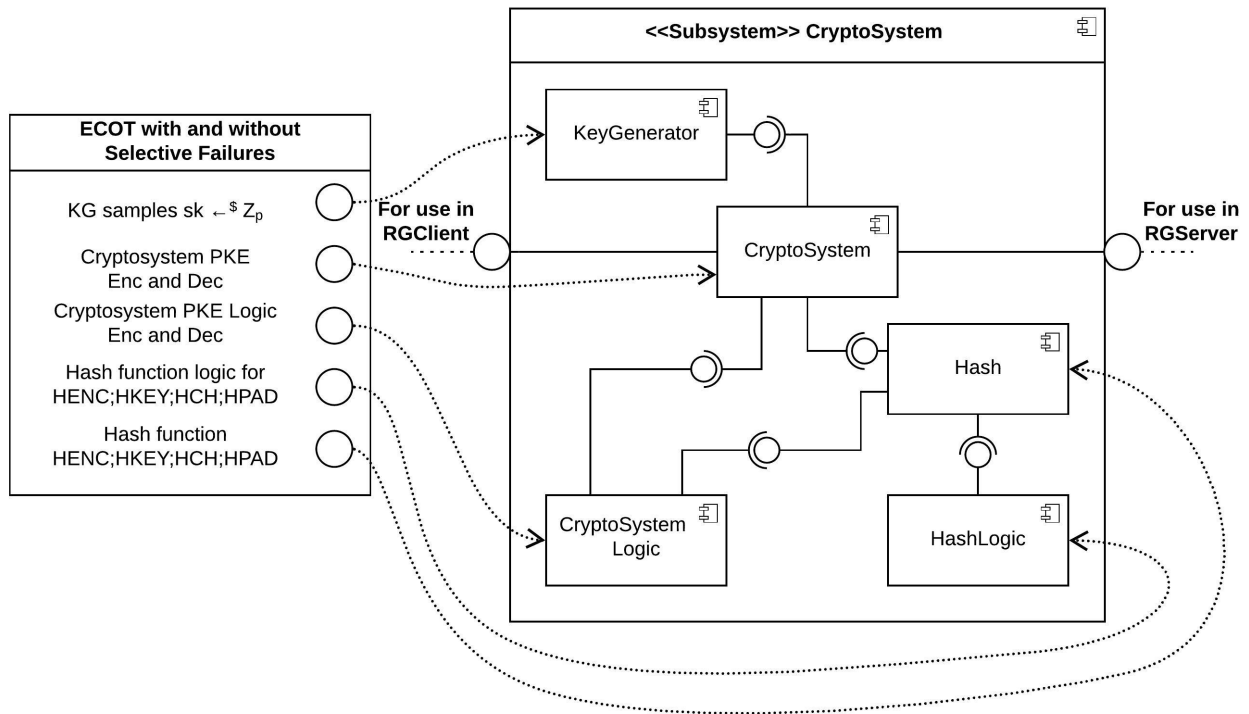 <<Subsystem>> CryptoSystem
ECOT with and without
Selective Failures
KG samples sk ←$ Zp
Cryptosystem PKE
Enc and Dec
Cryptosystem PKE Logic
Enc and Dec
Hash function logic for
HENC;HKEY;HCH;HPAD
Hash function
HENC;HKEY;HCH;HPAD
For use in
RGClient
KeyGenerator
CryptoSystem
For use in
RGServer
Hash
CryptoSystem
Logic
HashLogic